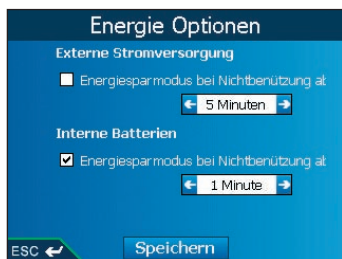 Energie Optionen
Externe Stromversorgung
Energiesparmodus bei Nichtbenützung ab
5 Minuten
Interne Batterien
Energiesparmodus bei Nichtbenützung ab
1 Minute
ESC
Speichern